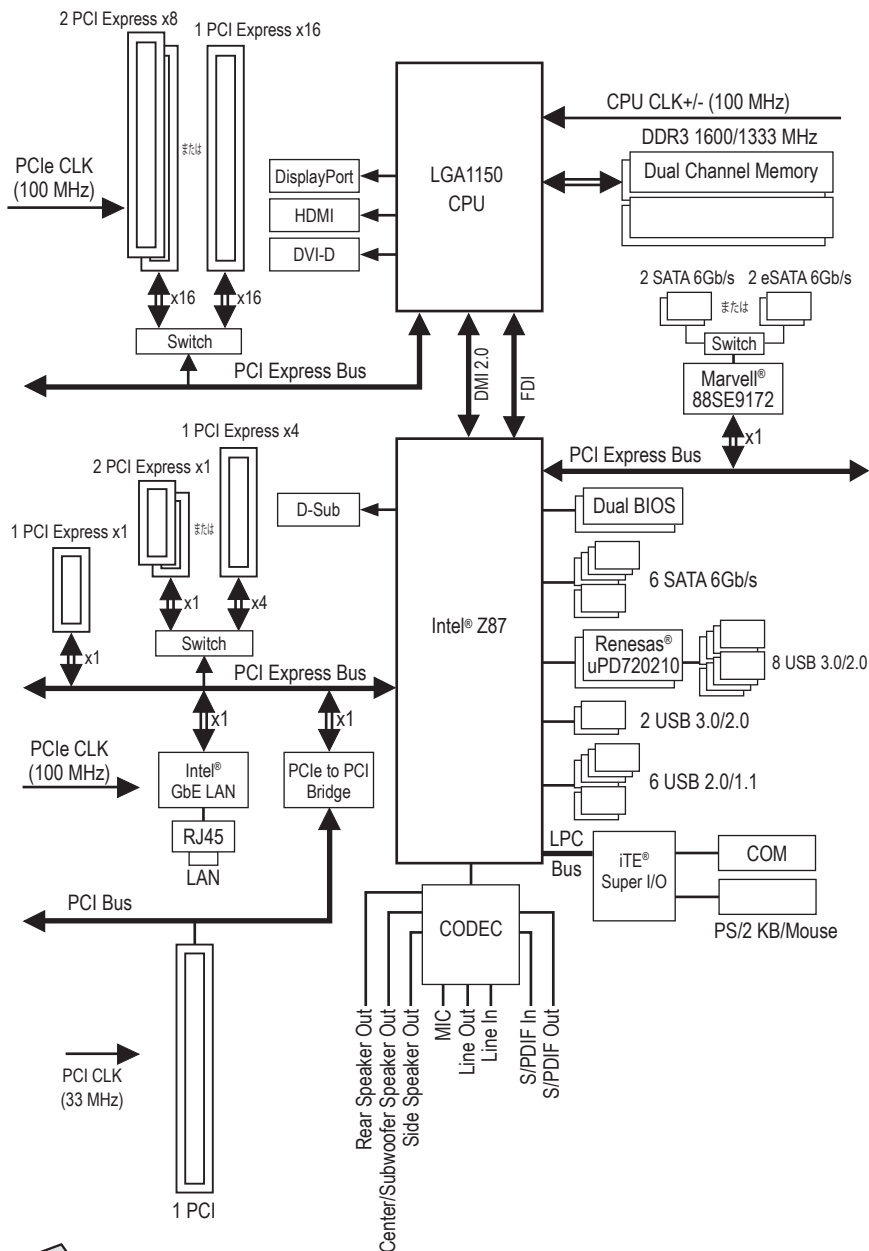 2 PCI Express x8
1 PCI Express x16
または
PCIe CLK
(100 MHz)
x16
x16
Switch
PCI Express Bus
DisplayPort
HDMI
DVI-D
LGA1150
CPU
CPU CLK+/- (100 MHz)
DDR3 1600/1333 MHz
Dual Channel Memory
2 SATA 6Gb/s
または
2 eSATA 6Gb/s
Switch
Marvell®
88SE9172
x1
PCI Express Bus
DMI 2.0
FDI
1 PCI Express x4
2 PCI Express x1
または
1 PCI Express x1
x1
x4
x1
Switch
PCI Express Bus
D-Sub
Intel® Z87
Dual BIOS
6 SATA 6Gb/s
Renesas®
uPD720210
8 USB 3.0/2.0
2 USB 3.0/2.0
6 USB 2.0/1.1
x1
x1
PCIe CLK
(100 MHz)
Intel®
GbE LAN
RJ45
LAN
PCIe to PCI
Bridge
LPC
Bus
iTE®
Super I/O
COM
PS/2 KB/Mouse
PCI Bus
CODEC
PCI CLK
(33 MHz)
1 PCI
Rear Speaker Out
Center/Subwoofer Speaker Out
Side Speaker Out
MIC
Line Out
Line In
S/PDIF In
S/PDIF Out